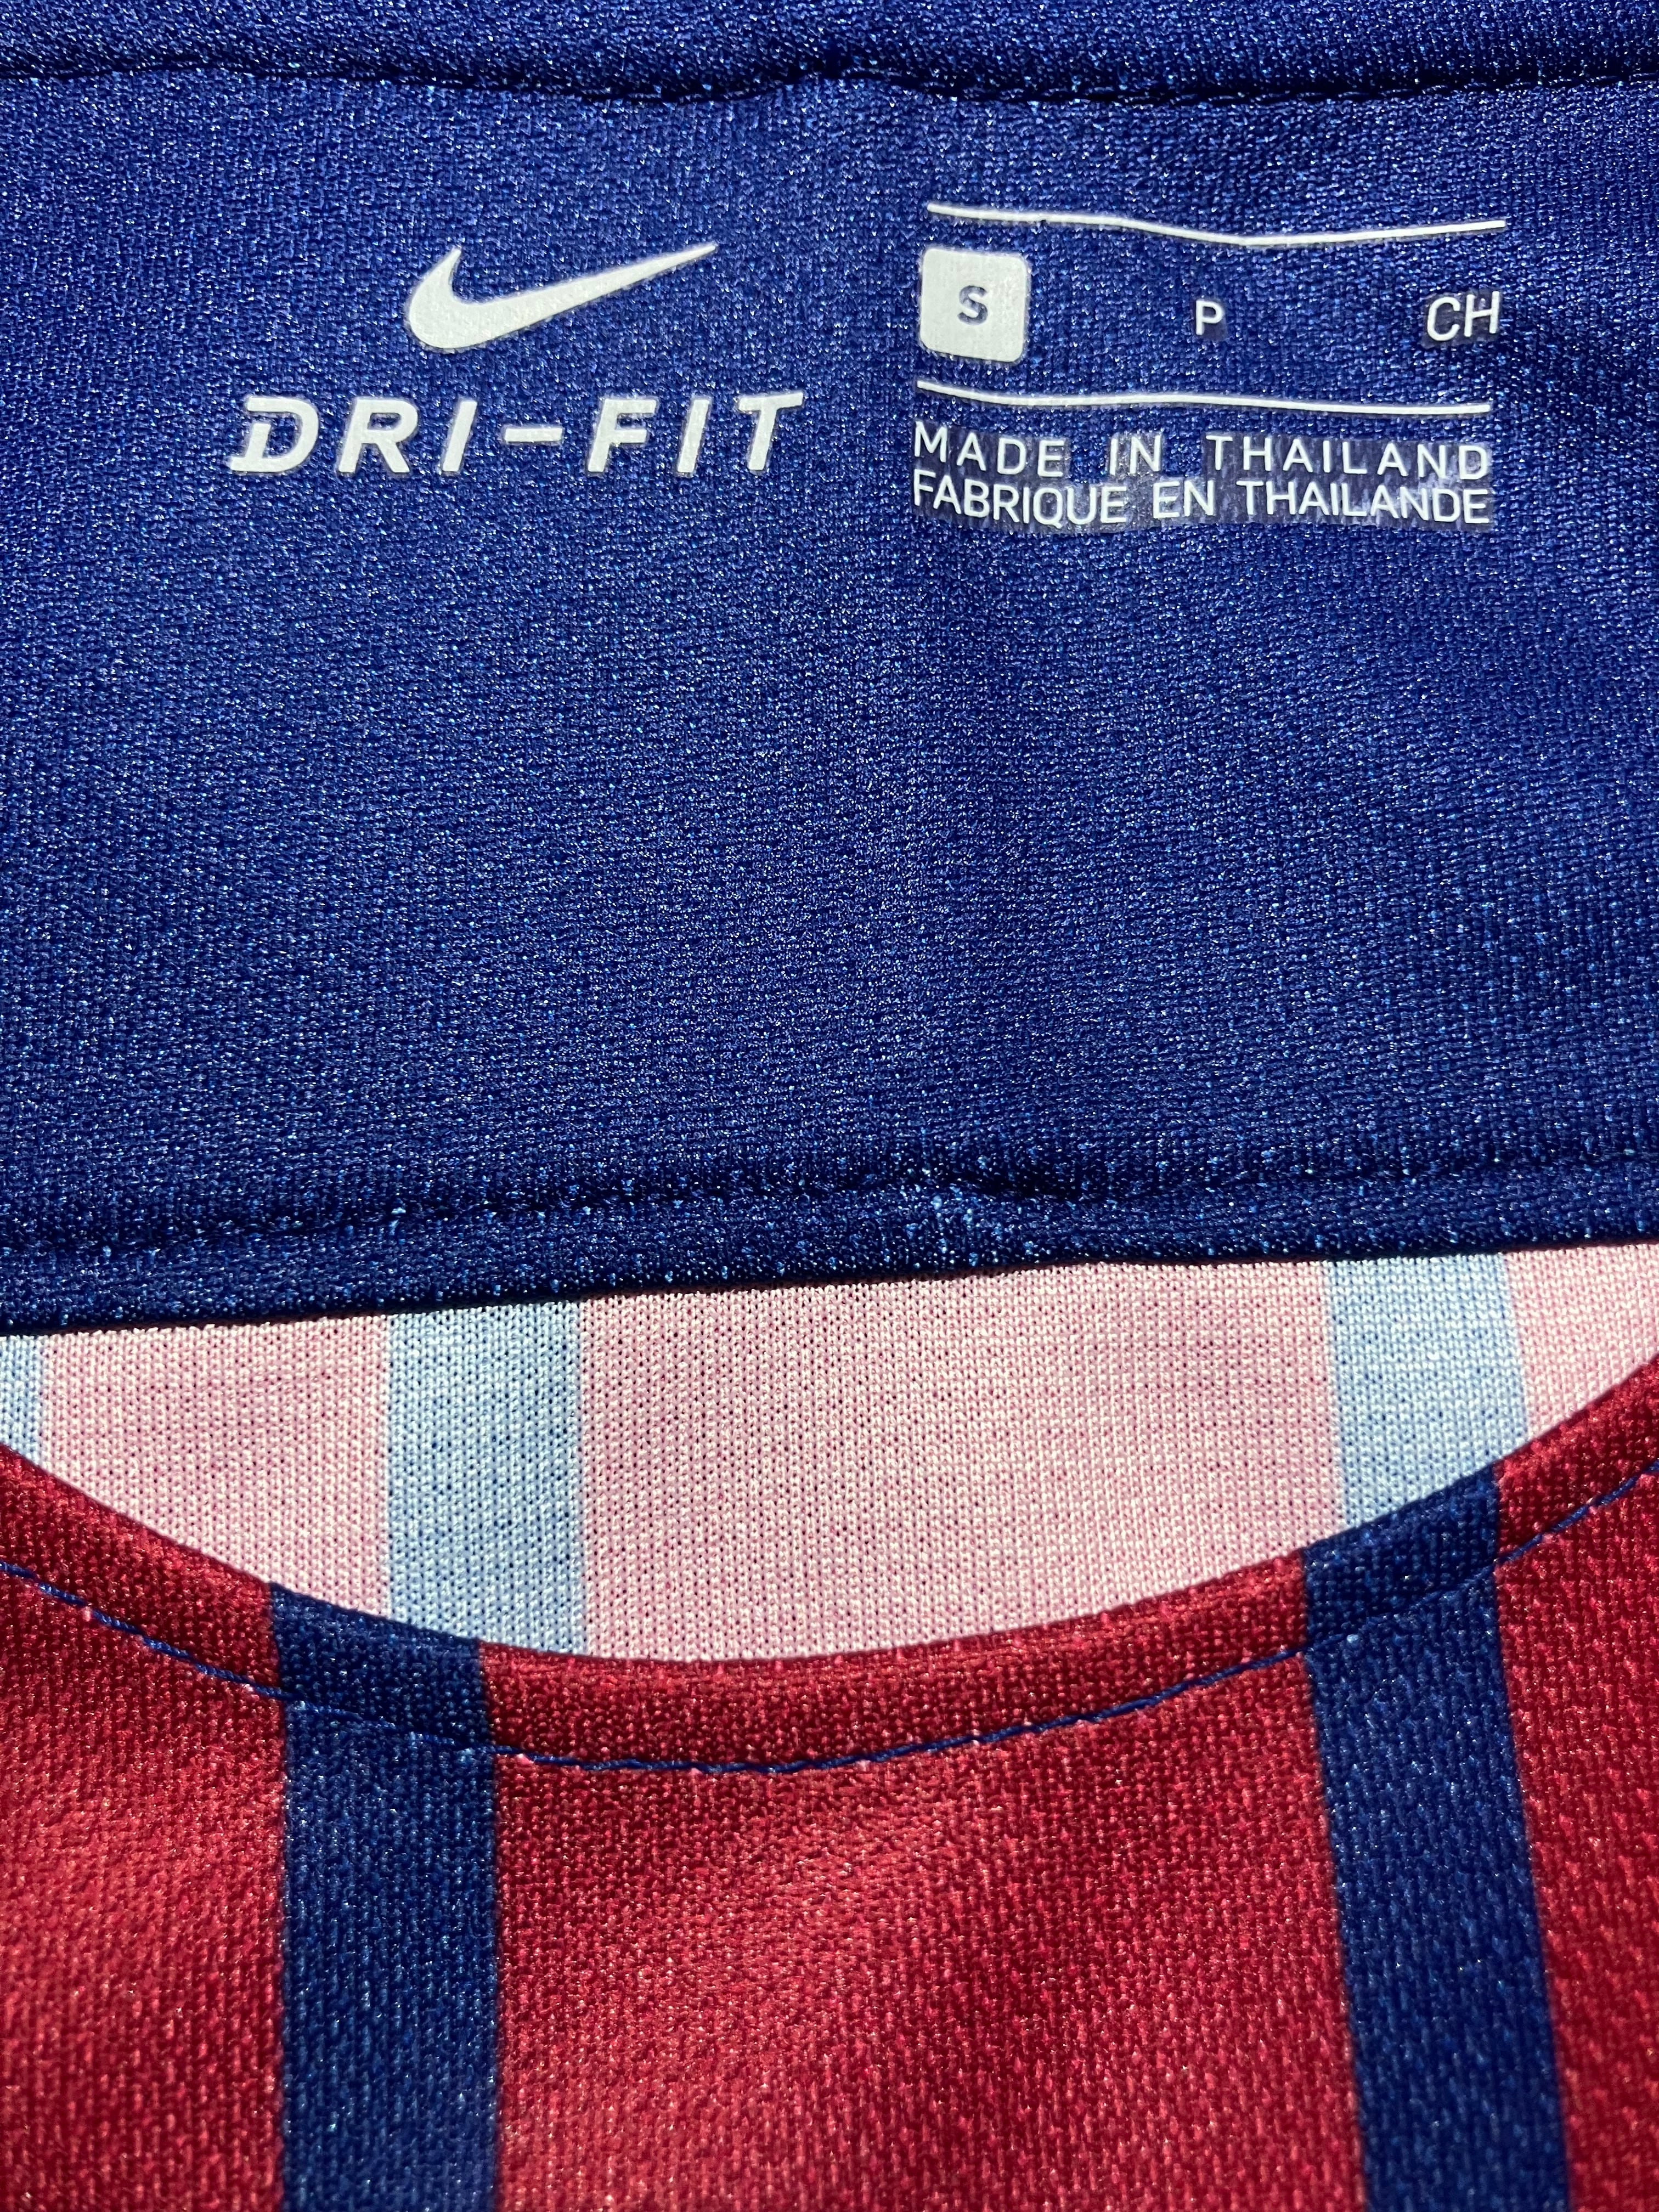 DRI-FIT
S P CH
MADE IN THAILAND
FABRIQUE EN THAILANDE